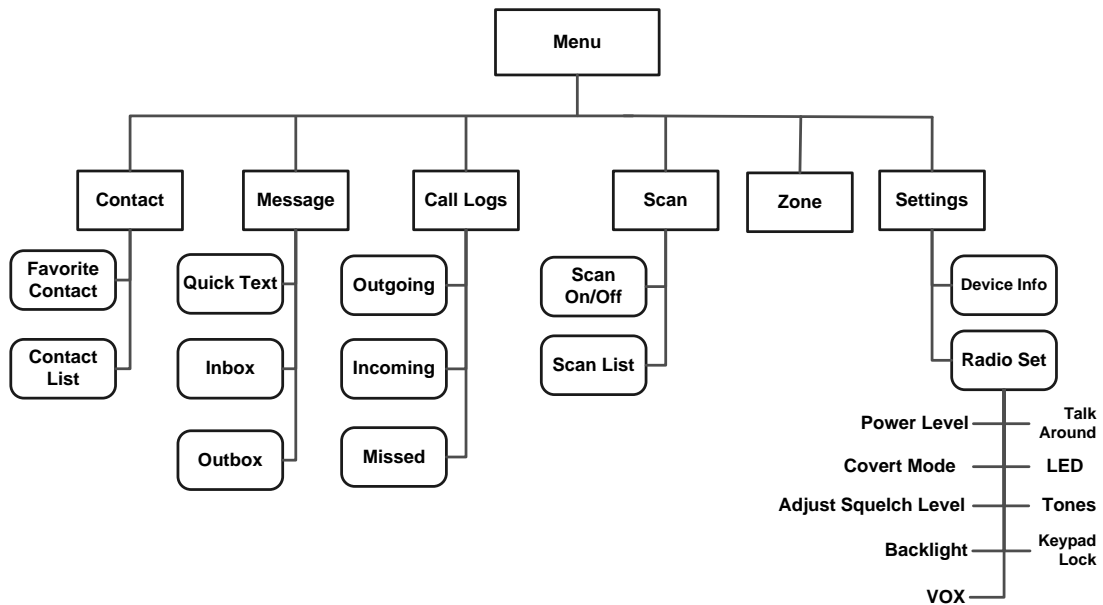 Menu
Contact
Message
Call Logs
Scan
Zone
Settings
Favorite
Contact
Contact
List
Quick Text
Inbox
Outbox
Outgoing
Incoming
Missed
Scan
On/Off
Scan List
Device Info
Radio Set
Power Level
Talk
Around
Covert Mode
LED
Adjust Squelch Level
Tones
Backlight
Keypad
Lock
VOX